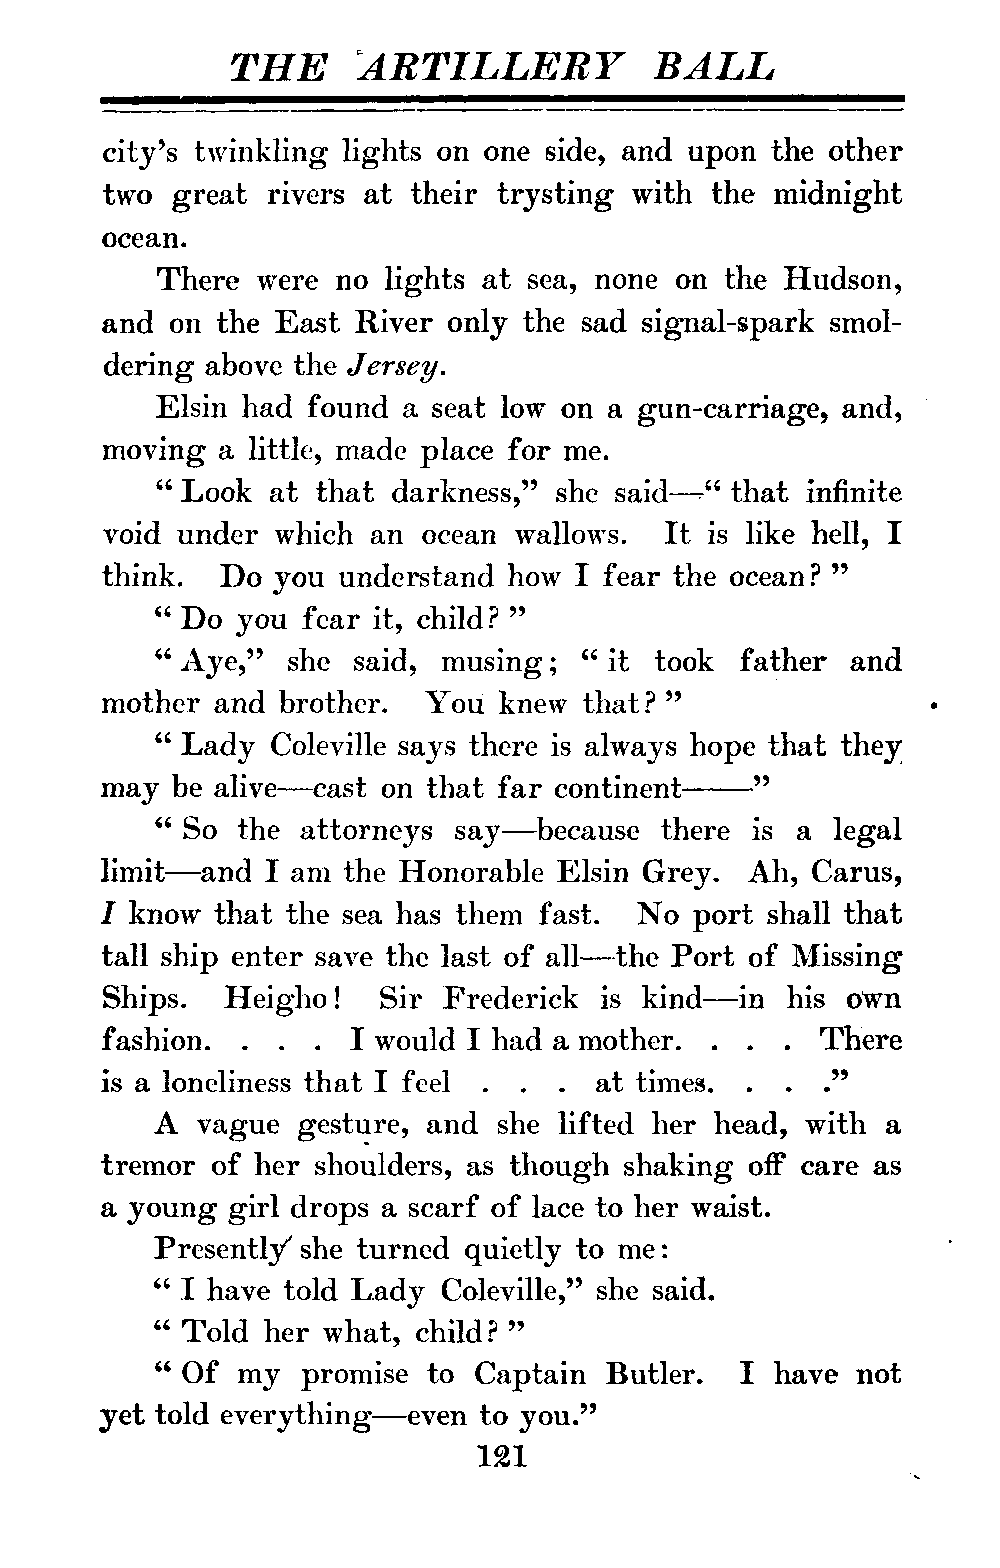 THE ARTILLERY BALL
city's twinkling lights on one side, and upon the other
two great rivers at their trysting with the midnight
ocean.
There were no lights at sea, none on the Hudson,
and on the East River only the sad signal-spark smol-
dering above the Jersey.
Elsin had found a seat low on a gun-carriage, and,
moving a little, made place for me.
" Look at that darkness," she said—" that infinite
void under which an ocean wallows. It is like hell, I
think. Do you understand how I fear the ocean? "
" Do you fear it, child? "
" Aye," she said, musing; " it took father and
mother and brother. You knew that? "
" Lady Coleville says there is always hope that they
may be alive—cast on that far continent——"
" So the attorneys say—because there is a legal
limit—and I am the Honorable Elsin Grey. Ah, Carus,
I know that the sea has them fast. No port shall that
tall ship enter save the last of all—the Port of Missing
Ships. Heigho! Sir Frederick is kind—in his own
fashion. . . . I would I had a mother. . . . There
is a loneliness that I feel . . . at times. . . ."
A vague gesture, and she lifted her head, with a
tremor of her shoulders, as though shaking off care as
a young girl drops a scarf of lace to her waist.
Presently she turned quietly to me:
" I have told Lady Coleville," she said.
" Told her what, child? "
" Of my promise to Captain Butler. I have not
yet told everything—even to you."
121